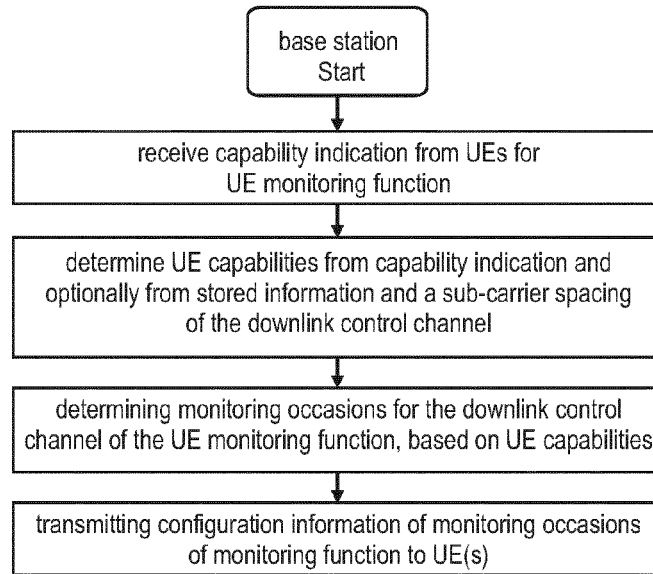 base station
Start
receive capability indication from UEs for
UE monitoring function
determine UE capabilities from capability indication and
optionally from stored information and a sub-carrier spacing
of the downlink control channel
determining monitoring occasions for the downlink control
channel of the UE monitoring function, based on UE capabilities
transmitting configuration information of monitoring occasions
of monitoring function to UE(s)